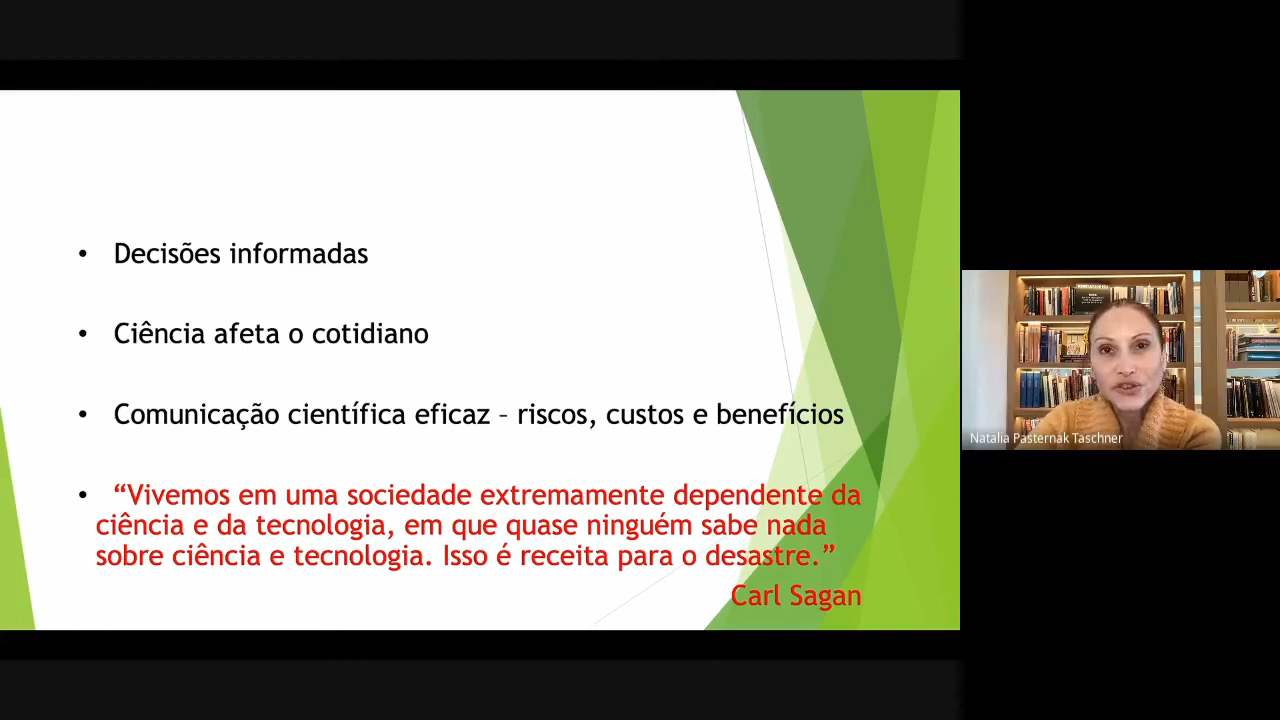 • Decisões informadas
• Ciência afeta o cotidiano
• Comunicação científica eficaz – riscos, custos e benefícios
• “Vivemos em uma sociedade extremamente dependente da
ciência e da tecnologia, em que quase ninguém sabe nada
sobre ciência e tecnologia. Isso é receita para o desastre.”
Carl Sagan
Natalia Pasternak Taschner